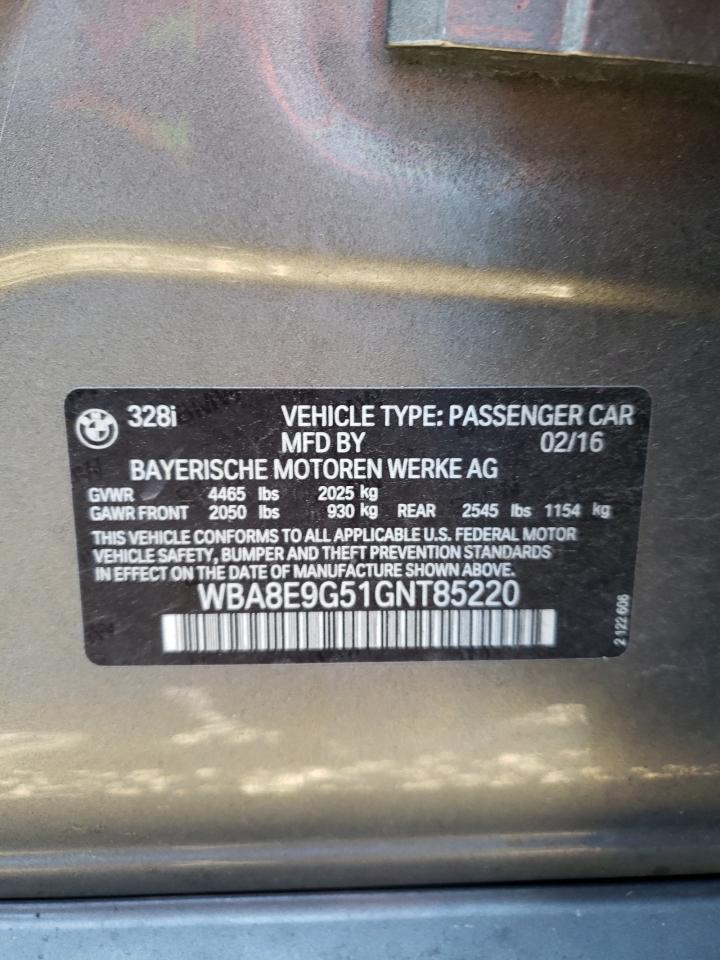 328i VEHICLE TYPE: PASSENGER CAR
MFD BY 02/16
BAYERISCHE MOTOREN WERKE AG
GVWR 4465 lbs 2025 kg
GAWR FRONT 2050 lbs 930 kg REAR 2545 lbs 1154 kg
THIS VEHICLE CONFORMS TO ALL APPLICABLE U.S. FEDERAL MOTOR
VEHICLE SAFETY, BUMPER AND THEFT PREVENTION STANDARDS
IN EFFECT ON THE DATE OF MANUFACTURE SHOWN ABOVE.
WBA8E9G51GNT85220
2 122 606